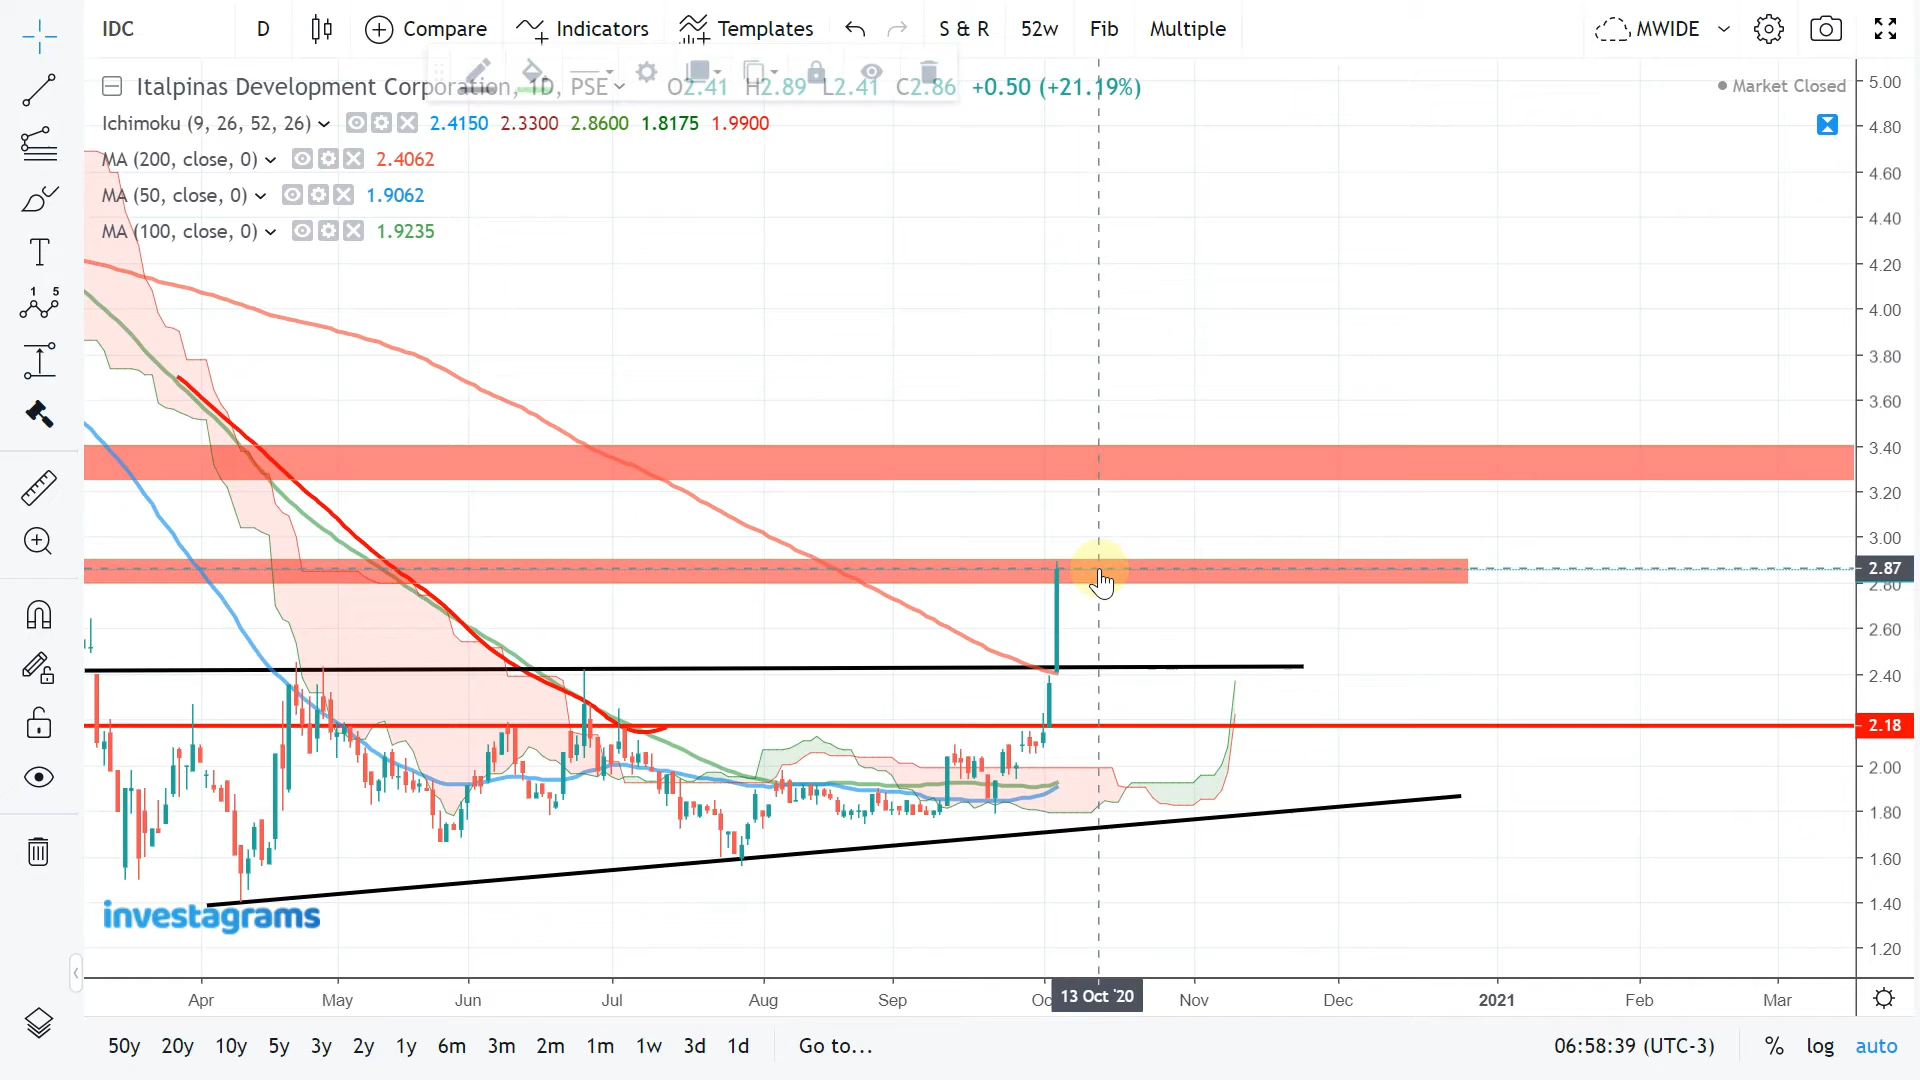 IDC D Compare Indicators Templates S & R 52w Fib Multiple MWIDE
Italpinas Development Corporation, 1D, PSE O2.41 H2.89 L2.41 C2.86 +0.50 (+21.19%) Market Closed
Ichimoku (9, 26, 52, 26) 2.4150 2.3300 2.8600 1.8175 1.9900
MA (200, close, 0) 2.4062
MA (50, close, 0) 1.9062
MA (100, close, 0) 1.9235
5.00
4.80
4.60
4.40
4.20
4.00
3.80
3.60
3.40
3.20
3.00
2.87
2.80
2.60
2.40
2.18
2.00
1.80
1.60
1.40
1.20
T
1 5
investagrams
Apr May Jun Jul Aug Sep 13 Oct '20 Nov Dec 2021 Feb Mar
50y 20y 10y 5y 3y 2y 1y 6m 3m 2m 1m 1w 3d 1d Go to... 06:58:39 (UTC-3) % log auto